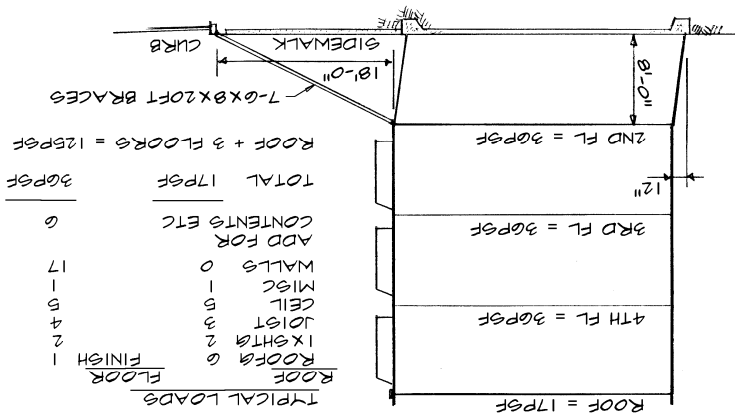 ROOF = 17PSF
4TH FL = 36PSF
3RD FL = 36PSF
2ND FL = 36PSF
12"
8'-0"
TYPICAL LOADS
ROOF FLOOR
ROOFG 6 FINISH 1
1XSHTG 2 2
JOIST 3 4
CEIL 5 5
MISC 1 1
WALLS 0 17
ADD FOR
CONTENTS ETC 6
TOTAL 17PSF 36PSF
ROOF + 3 FLOORS = 125PSF
7-6X8X20FT BRACES
18'-0"
SIDEWALK
CURB